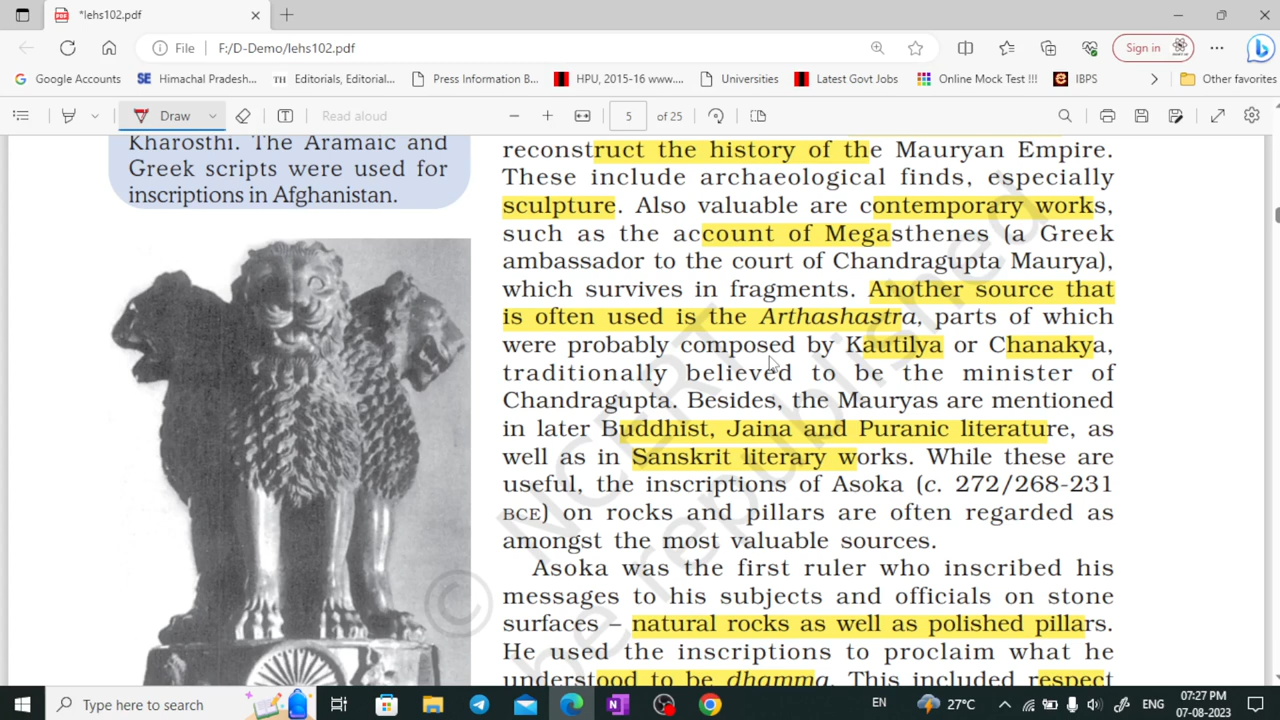 *lehs102.pdf
File F:/D-Demo/lehs102.pdf
Sign in
Google Accounts
Himachal Pradesh...
Editorials, Editorial...
Press Information B...
HPU, 2015-16 www....
Universities
Latest Govt Jobs
Online Mock Test !!!
IBPS
Other favorites
Draw
Read aloud
5 of 25
Kharosthi. The Aramaic and
Greek scripts were used for
inscriptions in Afghanistan.
reconstruct the history of the Mauryan Empire.
These include archaeological finds, especially
sculpture. Also valuable are contemporary works,
such as the account of Megasthenes (a Greek
ambassador to the court of Chandragupta Maurya),
which survives in fragments. Another source that
is often used is the Arthashastra, parts of which
were probably composed by Kautilya or Chanakya,
traditionally believed to be the minister of
Chandragupta. Besides, the Mauryas are mentioned
in later Buddhist, Jaina and Puranic literature, as
well as in Sanskrit literary works. While these are
useful, the inscriptions of Asoka (c. 272/268-231
BCE) on rocks and pillars are often regarded as
amongst the most valuable sources.
Asoka was the first ruler who inscribed his
messages to his subjects and officials on stone
surfaces – natural rocks as well as polished pillars.
He used the inscriptions to proclaim what he
understood to be dhamma. This included respect
© NCERT
be republished
Type here to search
EN
27°C
ENG
07:27 PM
07-08-2023